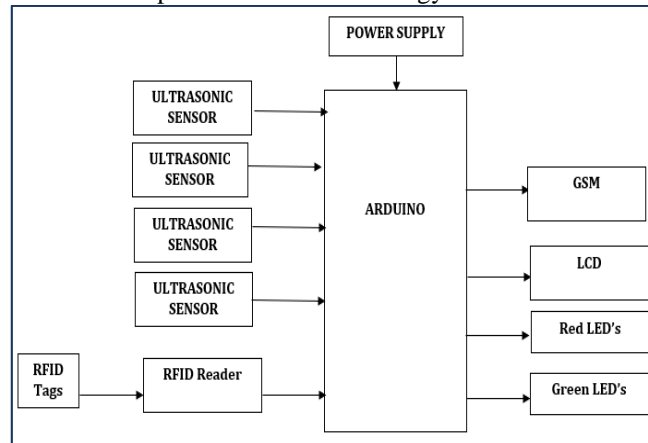 POWER SUPPLY
ULTRASONIC
SENSOR
ULTRASONIC
SENSOR
ULTRASONIC
SENSOR
ULTRASONIC
SENSOR
RFID
Tags
RFID Reader
ARDUINO
GSM
LCD
Red LED's
Green LED's